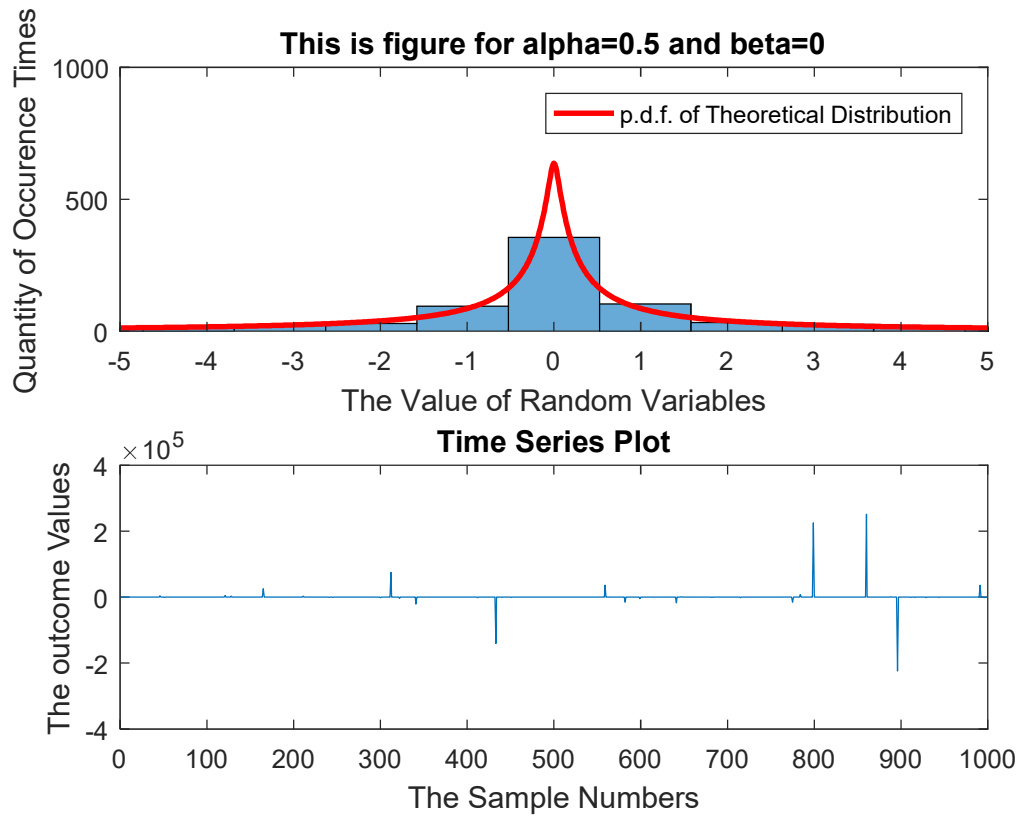 This is figure for alpha=0.5 and beta=0
Quantity of Occurence Times
1000
500
0
p.d.f. of Theoretical Distribution
-5 -4 -3 -2 -1 0 1 2 3 4 5
The Value of Random Variables
×10^5
Time Series Plot
The outcome Values
4
2
0
-2
-4
0 100 200 300 400 500 600 700 800 900 1000
The Sample Numbers